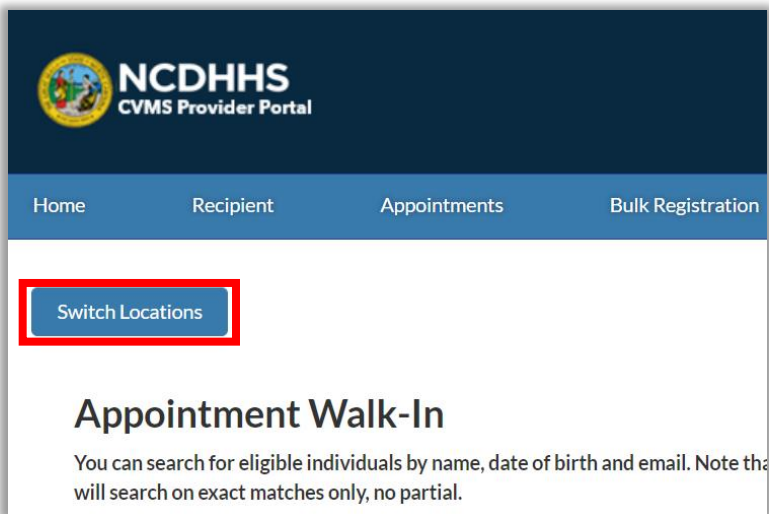 NCDHHS
CVMS Provider Portal
Home Recipient Appointments Bulk Registration
Switch Locations
Appointment Walk-In
You can search for eligible individuals by name, date of birth and email. Note tha
will search on exact matches only, no partial.